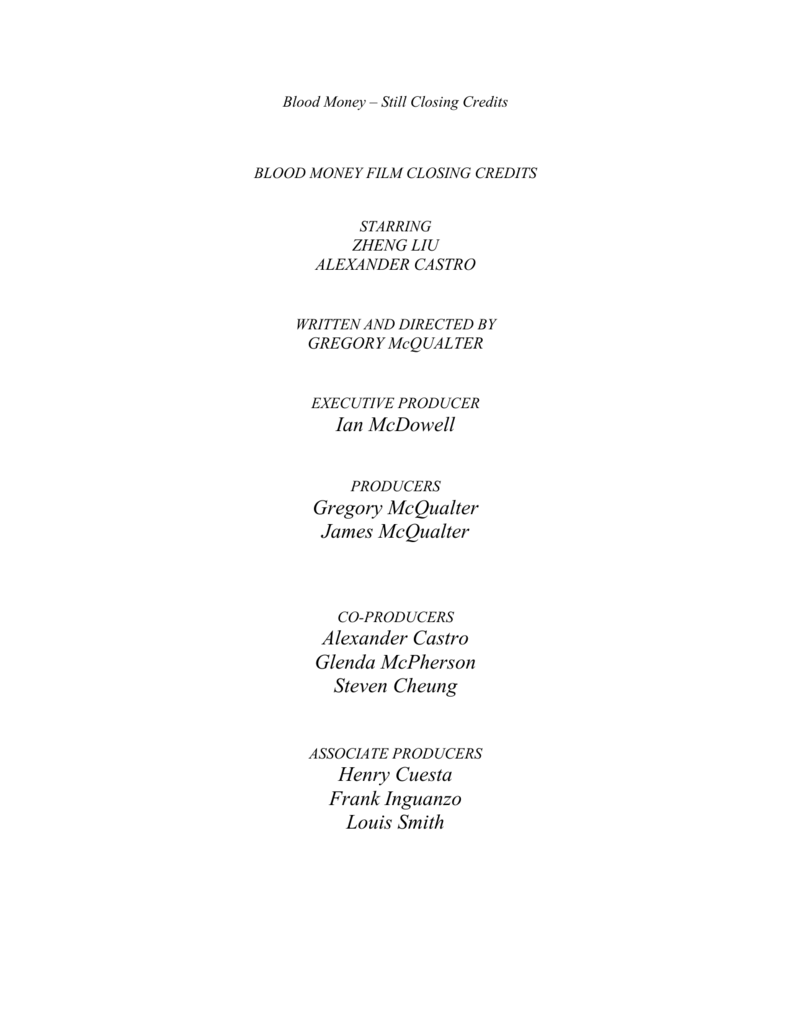 Blood Money – Still Closing Credits
BLOOD MONEY FILM CLOSING CREDITS
STARRING
ZHENG LIU
ALEXANDER CASTRO
WRITTEN AND DIRECTED BY
GREGORY McQUALTER
EXECUTIVE PRODUCER
Ian McDowell
PRODUCERS
Gregory McQualter
James McQualter
CO-PRODUCERS
Alexander Castro
Glenda McPherson
Steven Cheung
ASSOCIATE PRODUCERS
Henry Cuesta
Frank Inguanzo
Louis Smith